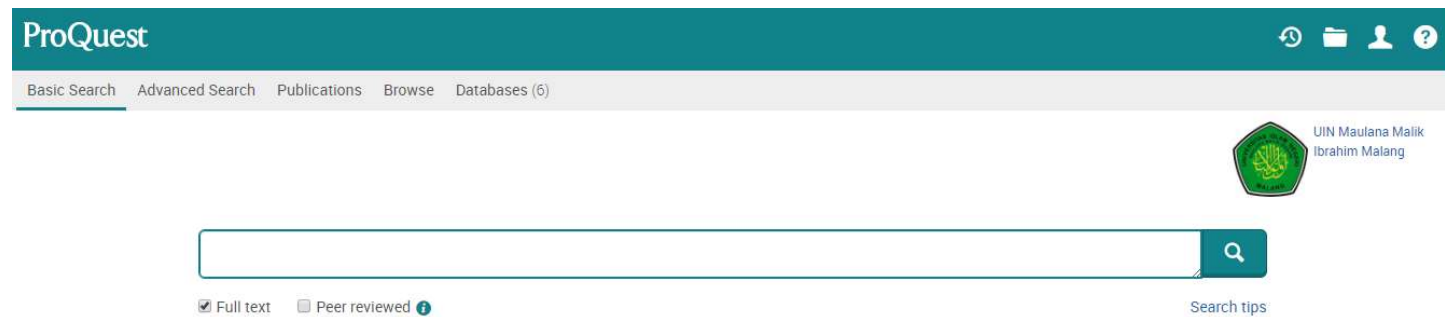 ProQuest
Basic Search Advanced Search Publications Browse Databases (6)
UIN Maulana Malik
Ibrahim Malang
Full text Peer reviewed
Search tips